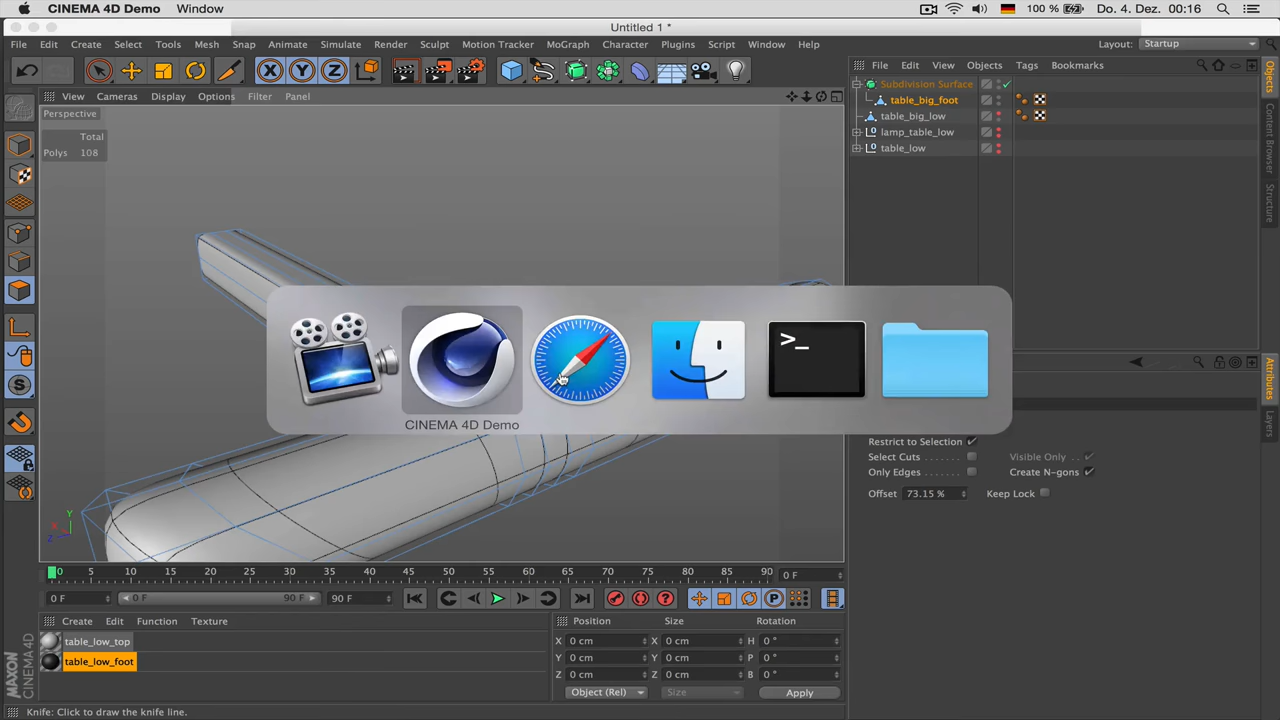 CINEMA 4D Demo Window 100 % Do. 4. Dez. 00:16
Untitled 1 *
File Edit Create Select Tools Mesh Snap Animate Simulate Render Sculpt Motion Tracker MoGraph Character Plugins Script Window Help Layout: Startup
File Edit View Objects Tags Bookmarks
X Y Z
View Cameras Display Options Filter Panel
Perspective
Total
Polys 108
Subdivision Surface
table_big_foot
table_big_low
lamp_table_low
table_low
Objects
Content Browser
Structure
Attributes
Layers
>_
CINEMA 4D Demo
Restrict to Selection
Select Cuts Visible Only
Only Edges Create N-gons
Offset 73.15 % Keep Lock
Y
X
Z
0 5 10 15 20 25 30 35 40 45 50 55 60 65 70 75 80 85 90 0 F
0 F 0 F 90 F 90 F
P
Create Edit Function Texture
table_low_top
table_low_foot
Position Size Rotation
X 0 cm X 0 cm H 0 °
Y 0 cm Y 0 cm P 0 °
Z 0 cm Z 0 cm B 0 °
Object (Rel) Size Apply
MAXON
CINEMA 4D
Knife: Click to draw the knife line.